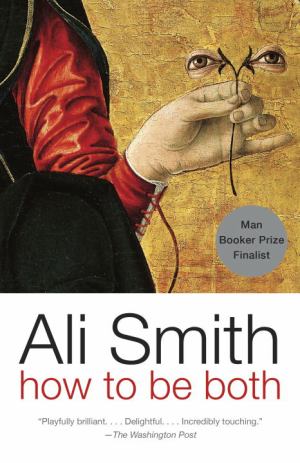 Man
Booker Prize
Finalist
Ali Smith
how to be both
“Playfully brilliant. . . . Delightful. . . . Incredibly touching.”
—The Washington Post